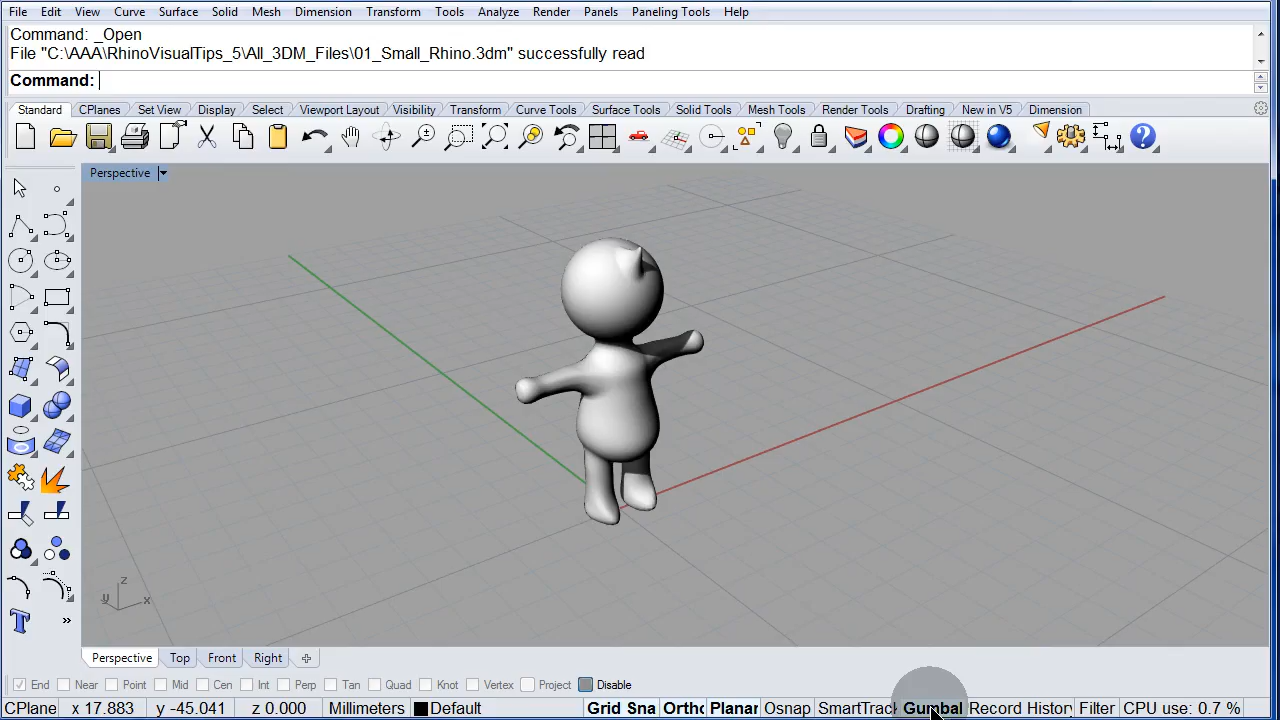 File Edit View Curve Surface Solid Mesh Dimension Transform Tools Analyze Render Panels Paneling Tools Help
Command: _Open
File "C:\AAA\RhinoVisualTips_5\All_3DM_Files\01_Small_Rhino.3dm" successfully read
Command:
Standard CPlanes Set View Display Select Viewport Layout Visibility Transform Curve Tools Surface Tools Solid Tools Mesh Tools Render Tools Drafting New in V5 Dimension
Perspective
z
y x
Perspective Top Front Right
End Near Point Mid Cen Int Perp Tan Quad Knot Vertex Project Disable
CPlane x 17.883 y -45.041 z 0.000 Millimeters Default Grid Sna Ortho Planar Osnap SmartTrack Gumbal Record History Filter CPU use: 0.7 %